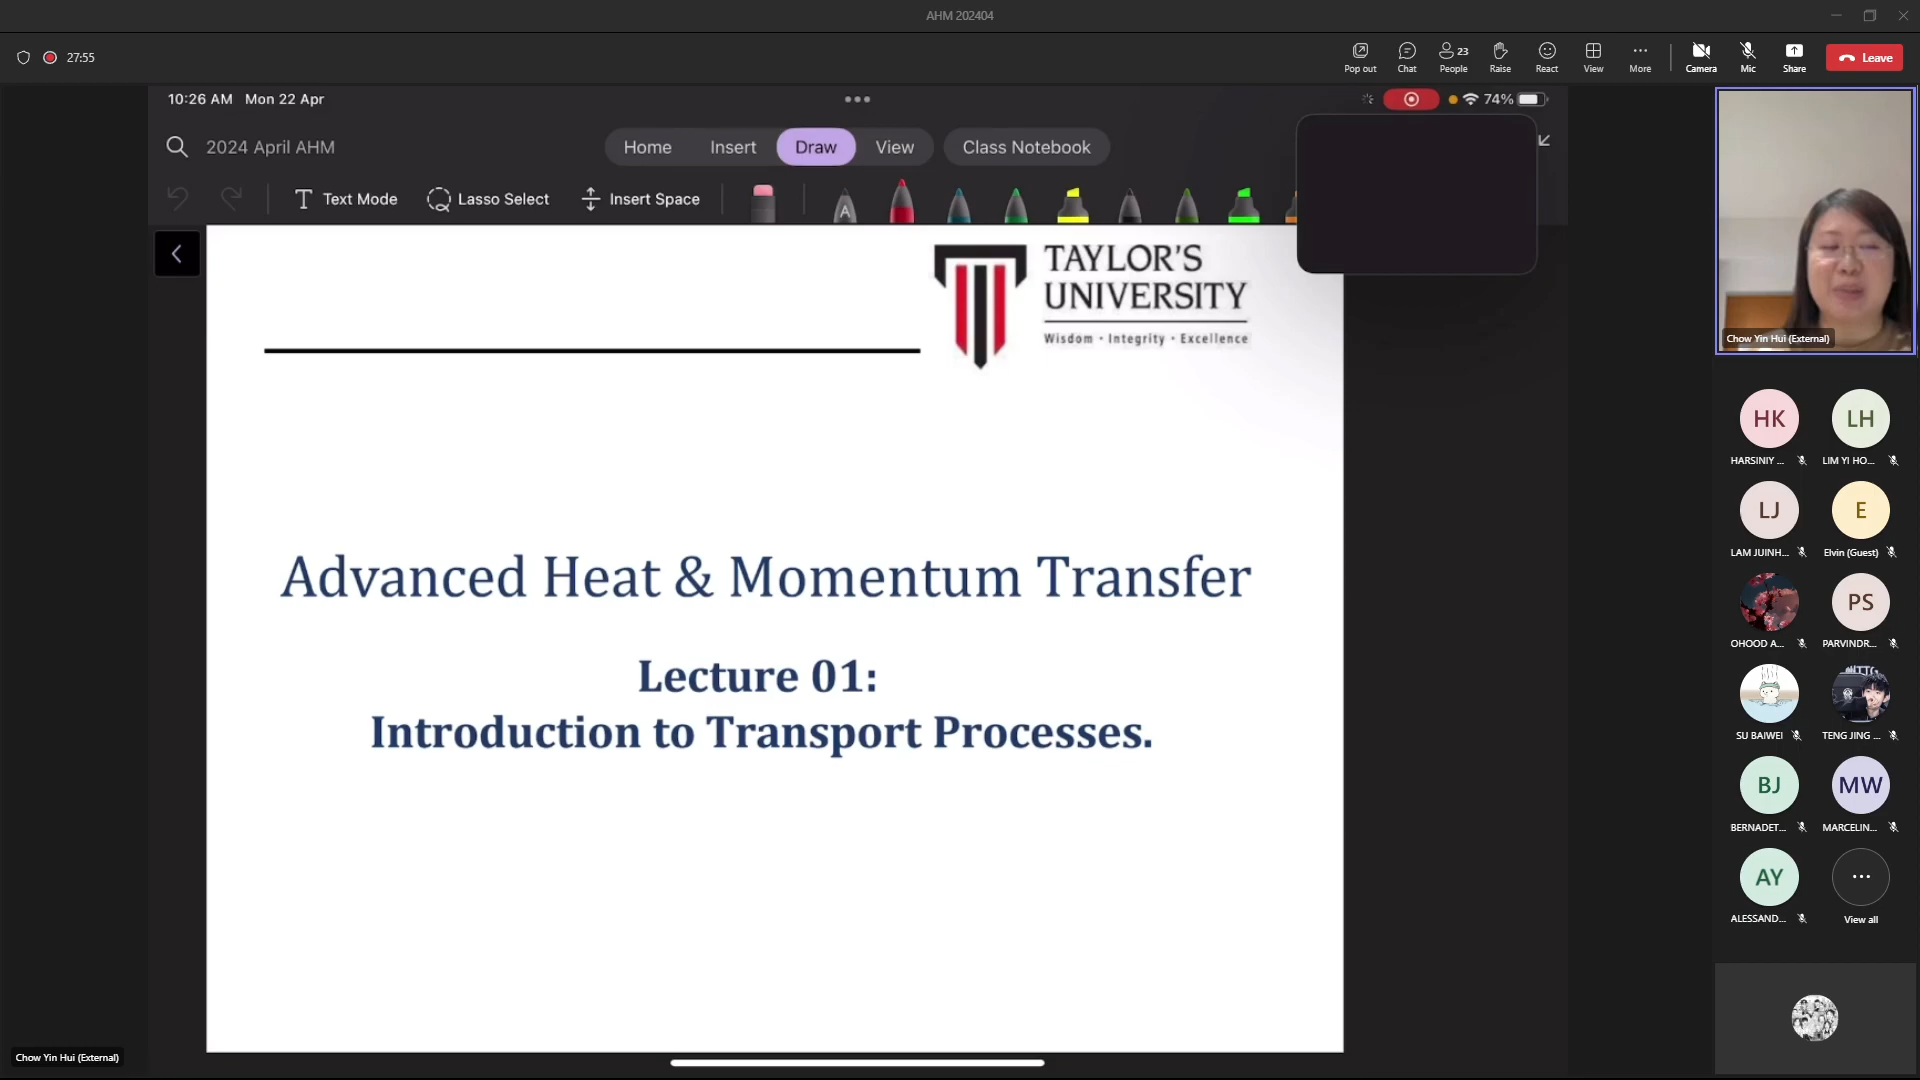 AHM 202404
27:55
Pop out
Chat
23
People
Raise
React
View
More
Camera
Mic
Share
Leave
10:26 AM Mon 22 Apr
74%
2024 April AHM
Home
Insert
Draw
View
Class Notebook
Text Mode
Lasso Select
Insert Space
A
TAYLOR'S
UNIVERSITY
Wisdom · Integrity · Excellence
Advanced Heat & Momentum Transfer
Lecture 01:
Introduction to Transport Processes.
Chow Yin Hui (External)
HK
LH
HARSINIY ...
LIM YI HO...
LJ
E
LAM JUINH...
Elvin (Guest)
PS
OHOOD A...
PARVINDR...
SU BAIWEI
TENG JING ...
BJ
MW
BERNADET...
MARCELIN...
AY
ALESSAND...
View all
Chow Yin Hui (External)